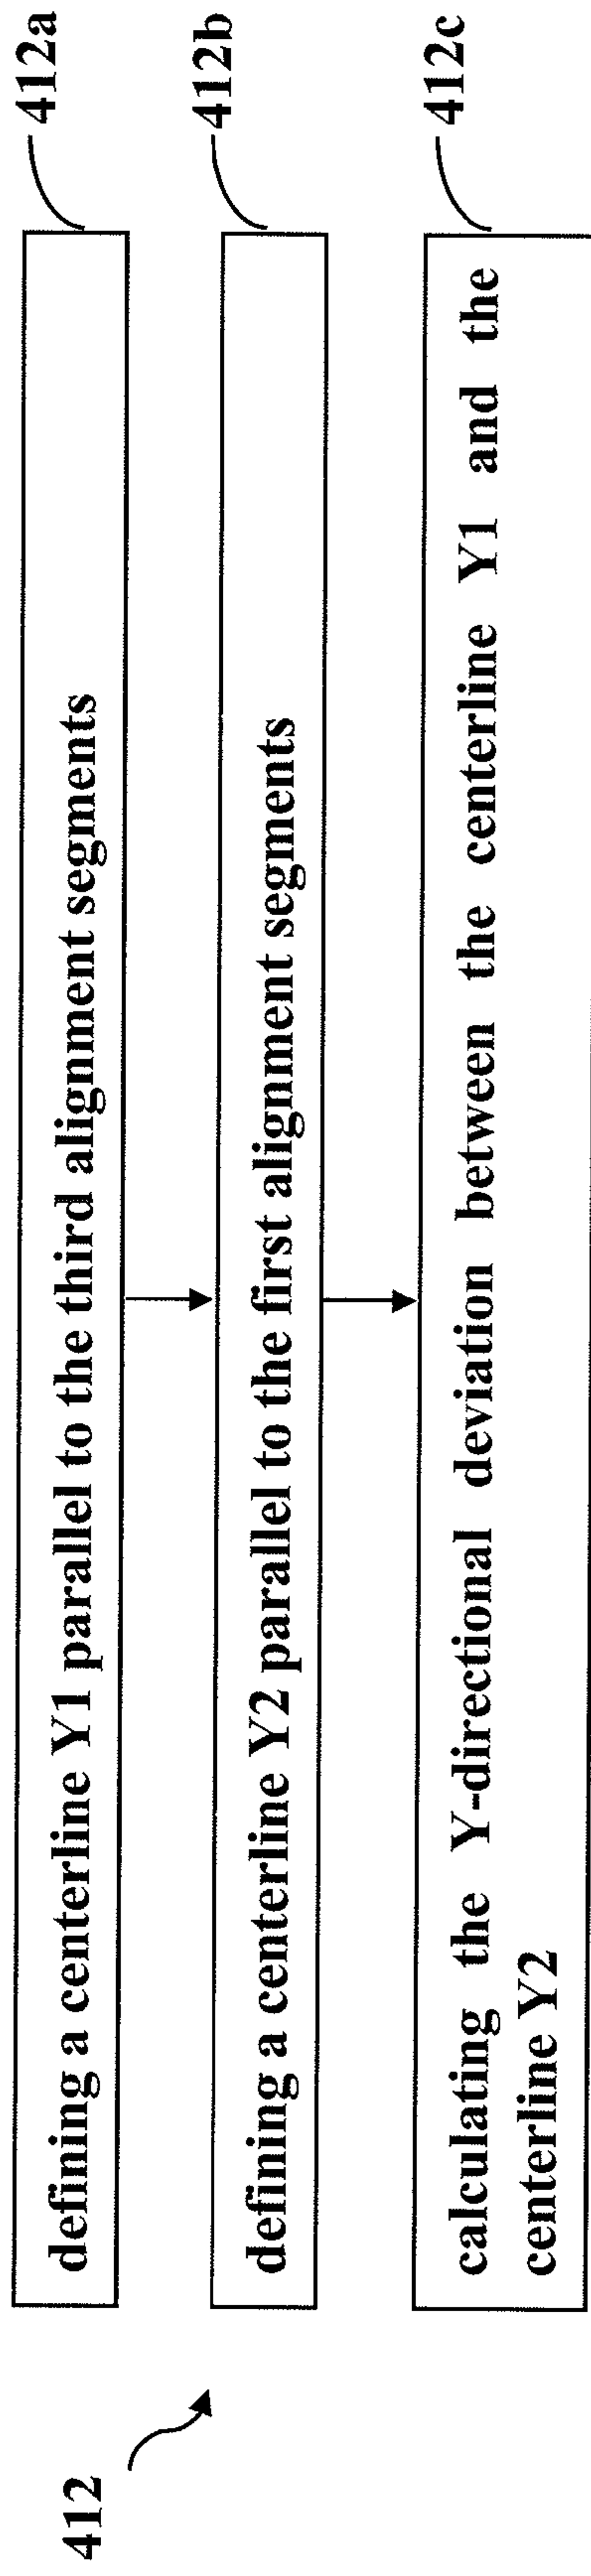 412
defining a centerline Y1 parallel to the third alignment segments
412a
defining a centerline Y2 parallel to the first alignment segments
412b
calculating the Y-directional deviation between the centerline Y1 and the
centerline Y2
412c